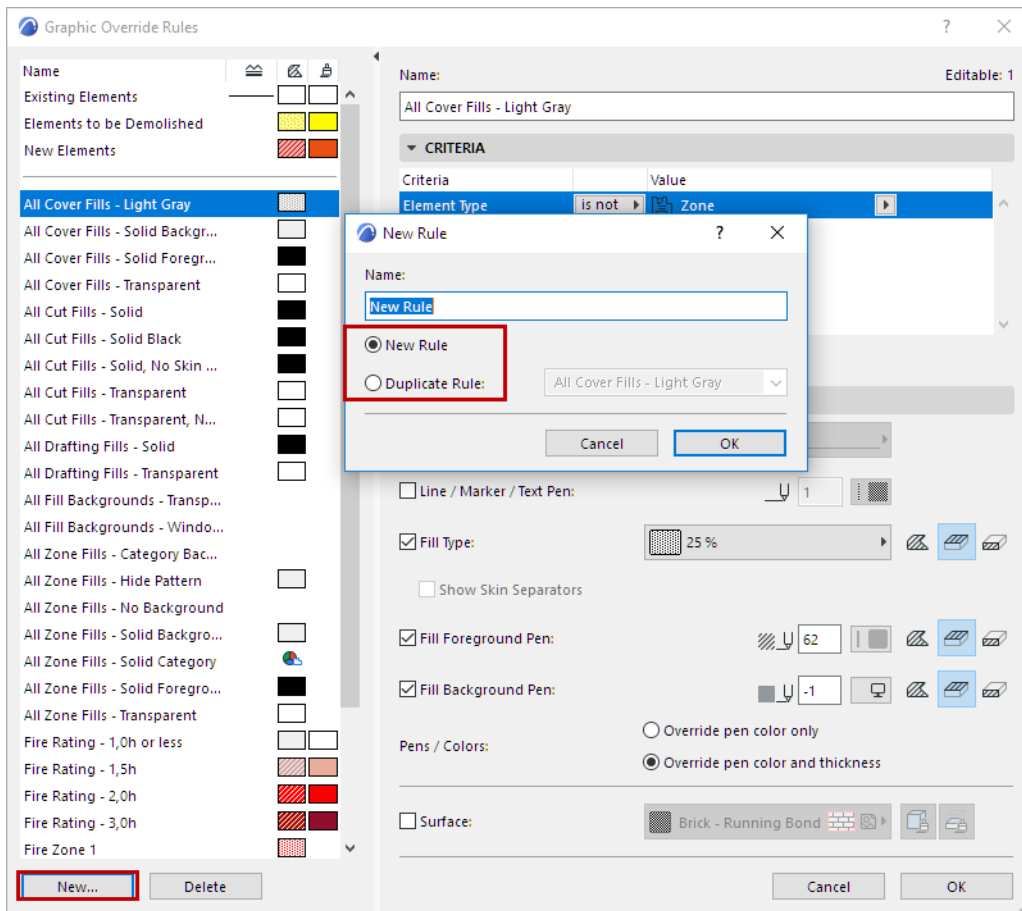 Graphic Override Rules
?
Name
Existing Elements
Elements to be Demolished
New Elements
All Cover Fills - Light Gray
All Cover Fills - Solid Backgr...
All Cover Fills - Solid Foregr...
All Cover Fills - Transparent
All Cut Fills - Solid
All Cut Fills - Solid Black
All Cut Fills - Solid, No Skin ...
All Cut Fills - Transparent
All Cut Fills - Transparent, N...
All Drafting Fills - Solid
All Drafting Fills - Transparent
All Fill Backgrounds - Transp...
All Fill Backgrounds - Windo...
All Zone Fills - Category Bac...
All Zone Fills - Hide Pattern
All Zone Fills - No Background
All Zone Fills - Solid Backgro...
All Zone Fills - Solid Category
All Zone Fills - Solid Foregro...
All Zone Fills - Transparent
Fire Rating - 1,0h or less
Fire Rating - 1,5h
Fire Rating - 2,0h
Fire Rating - 3,0h
Fire Zone 1
New...
Delete
Name:
Editable: 1
All Cover Fills - Light Gray
CRITERIA
Criteria
Value
Element Type
is not
Zone
New Rule
?
Name:
New Rule
New Rule
Duplicate Rule:
All Cover Fills - Light Gray
Cancel
OK
Line / Marker / Text Pen:
1
Fill Type:
25 %
Show Skin Separators
Fill Foreground Pen:
62
Fill Background Pen:
-1
Pens / Colors:
Override pen color only
Override pen color and thickness
Surface:
Brick - Running Bond
Cancel
OK